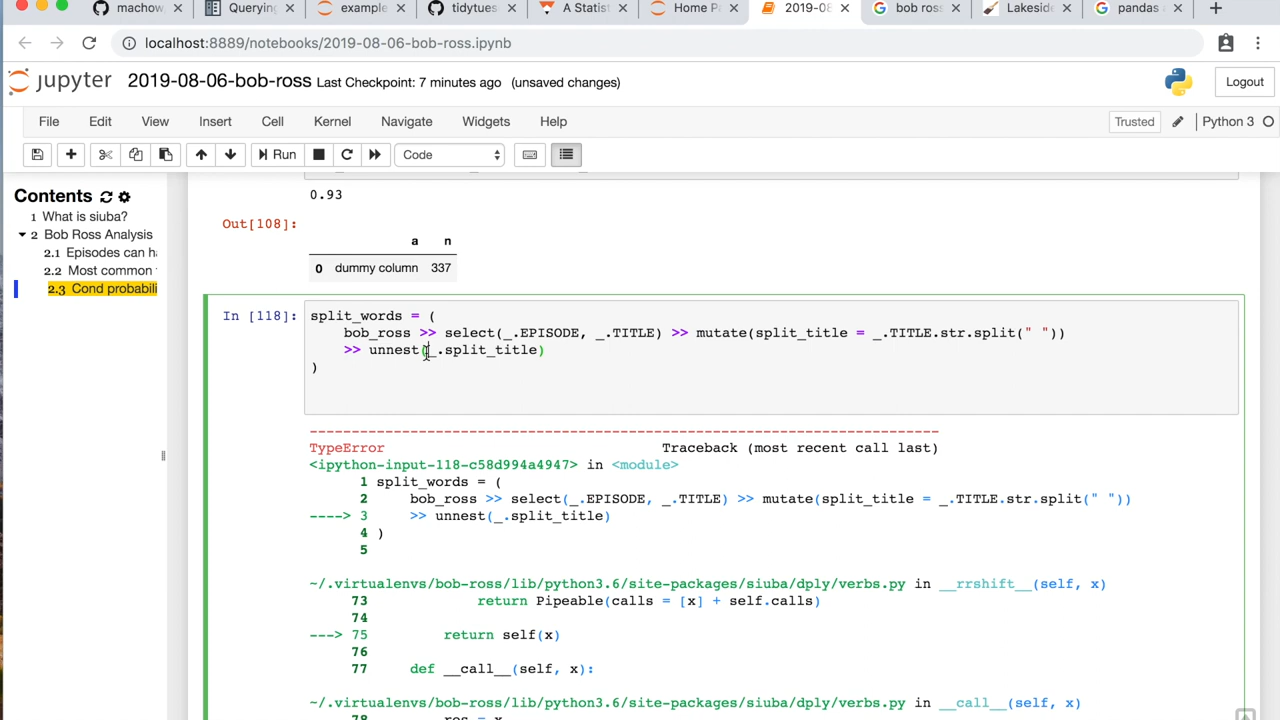 machow
Querying
example
tidytues
A Statist
Home P
2019-08
bob ross
Lakeside
pandas
localhost:8889/notebooks/2019-08-06-bob-ross.ipynb
jupyter 2019-08-06-bob-ross Last Checkpoint: 7 minutes ago (unsaved changes)
Logout
File Edit View Insert Cell Kernel Navigate Widgets Help
Trusted Python 3
Run Code
Contents
1 What is siuba?
2 Bob Ross Analysis
2.1 Episodes can ha
2.2 Most common
2.3 Cond probabili
0.93
Out[108]:
a n
0 dummy column 337
In [118]: split_words = (
bob_ross >> select(_.EPISODE, _.TITLE) >> mutate(split_title = _.TITLE.str.split(" "))
>> unnest(_.split_title)
)
---------------------------------------------------------------------------
TypeError Traceback (most recent call last)
<ipython-input-118-c58d994a4947> in <module>
1 split_words = (
2 bob_ross >> select(_.EPISODE, _.TITLE) >> mutate(split_title = _.TITLE.str.split(" "))
----> 3 >> unnest(_.split_title)
4 )
5
~/.virtualenvs/bob-ross/lib/python3.6/site-packages/siuba/dply/verbs.py in __rrshift__(self, x)
73 return Pipeable(calls = [x] + self.calls)
74
---> 75 return self(x)
76
77 def __call__(self, x):
~/.virtualenvs/bob-ross/lib/python3.6/site-packages/siuba/dply/verbs.py in __call__(self, x)
78 res = x